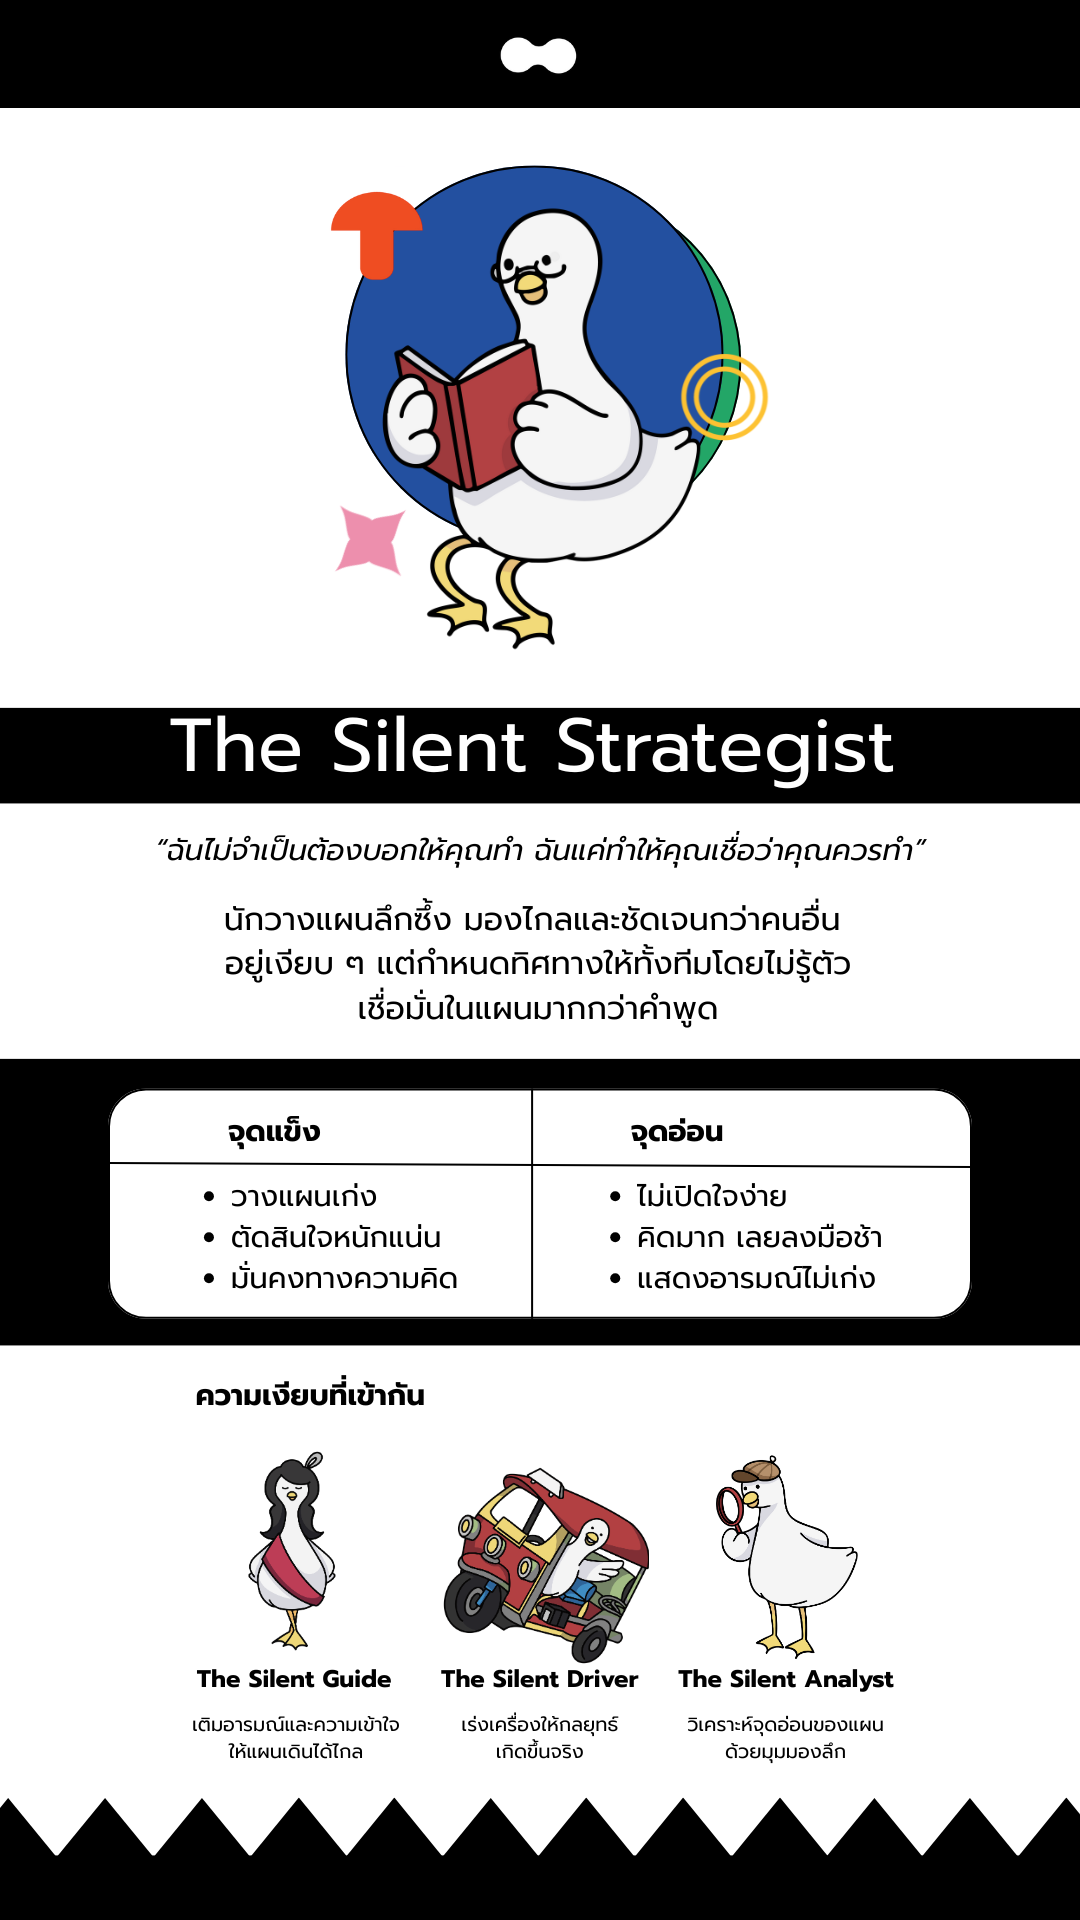 The Silent Strategist
“ฉันไม่จำเป็นต้องบอกให้คุณทำ ฉันแค่ทำให้คุณเชื่อว่าคุณควรทำ”
นักวางแผนลึกซึ้ง มองไกลและชัดเจนกว่าคนอื่น
อยู่เงียบ ๆ แต่กำหนดทิศทางให้ทั้งทีมโดยไม่รู้ตัว
เชื่อมั่นในแผนมากกว่าคำพูด
จุดแข็ง
• วางแผนเก่ง
• ตัดสินใจหนักแน่น
• มั่นคงทางความคิด
จุดอ่อน
• ไม่เปิดใจง่าย
• คิดมาก เลยลงมือช้า
• แสดงอารมณ์ไม่เก่ง
ความเงียบที่เข้ากัน
The Silent Guide
เติมอารมณ์และความเข้าใจ
ให้แผนเดินได้ไกล
The Silent Driver
เร่งเครื่องให้กลยุทธ์
เกิดขึ้นจริง
The Silent Analyst
วิเคราะห์จุดอ่อนของแผน
ด้วยมุมมองลึก